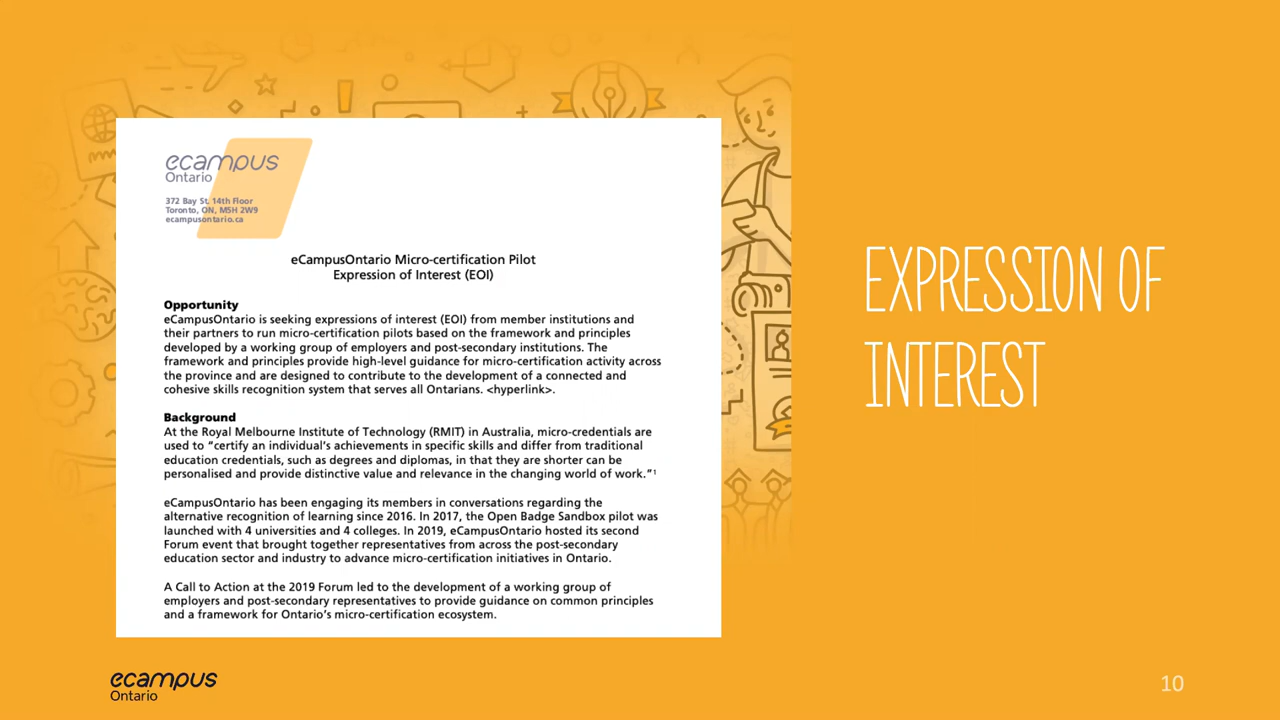 ecampus
Ontario
372 Bay St, 14th Floor
Toronto, ON, M5H 2W9
ecampusontario.ca
eCampusOntario Micro-certification Pilot
Expression of Interest (EOI)
Opportunity
eCampusOntario is seeking expressions of interest (EOI) from member institutions and
their partners to run micro-certification pilots based on the framework and principles
developed by a working group of employers and post-secondary institutions. The
framework and principles provide high-level guidance for micro-certification activity across
the province and are designed to contribute to the development of a connected and
cohesive skills recognition system that serves all Ontarians. <hyperlink>.
Background
At the Royal Melbourne Institute of Technology (RMIT) in Australia, micro-credentials are
used to “certify an individual’s achievements in specific skills and differ from traditional
education credentials, such as degrees and diplomas, in that they are shorter can be
personalised and provide distinctive value and relevance in the changing world of work.”¹
eCampusOntario has been engaging its members in conversations regarding the
alternative recognition of learning since 2016. In 2017, the Open Badge Sandbox pilot was
launched with 4 universities and 4 colleges. In 2019, eCampusOntario hosted its second
Forum event that brought together representatives from across the post-secondary
education sector and industry to advance micro-certification initiatives in Ontario.
A Call to Action at the 2019 Forum led to the development of a working group of
employers and post-secondary representatives to provide guidance on common principles
and a framework for Ontario’s micro-certification ecosystem.
EXPRESSION OF
INTEREST
ecampus
Ontario
10